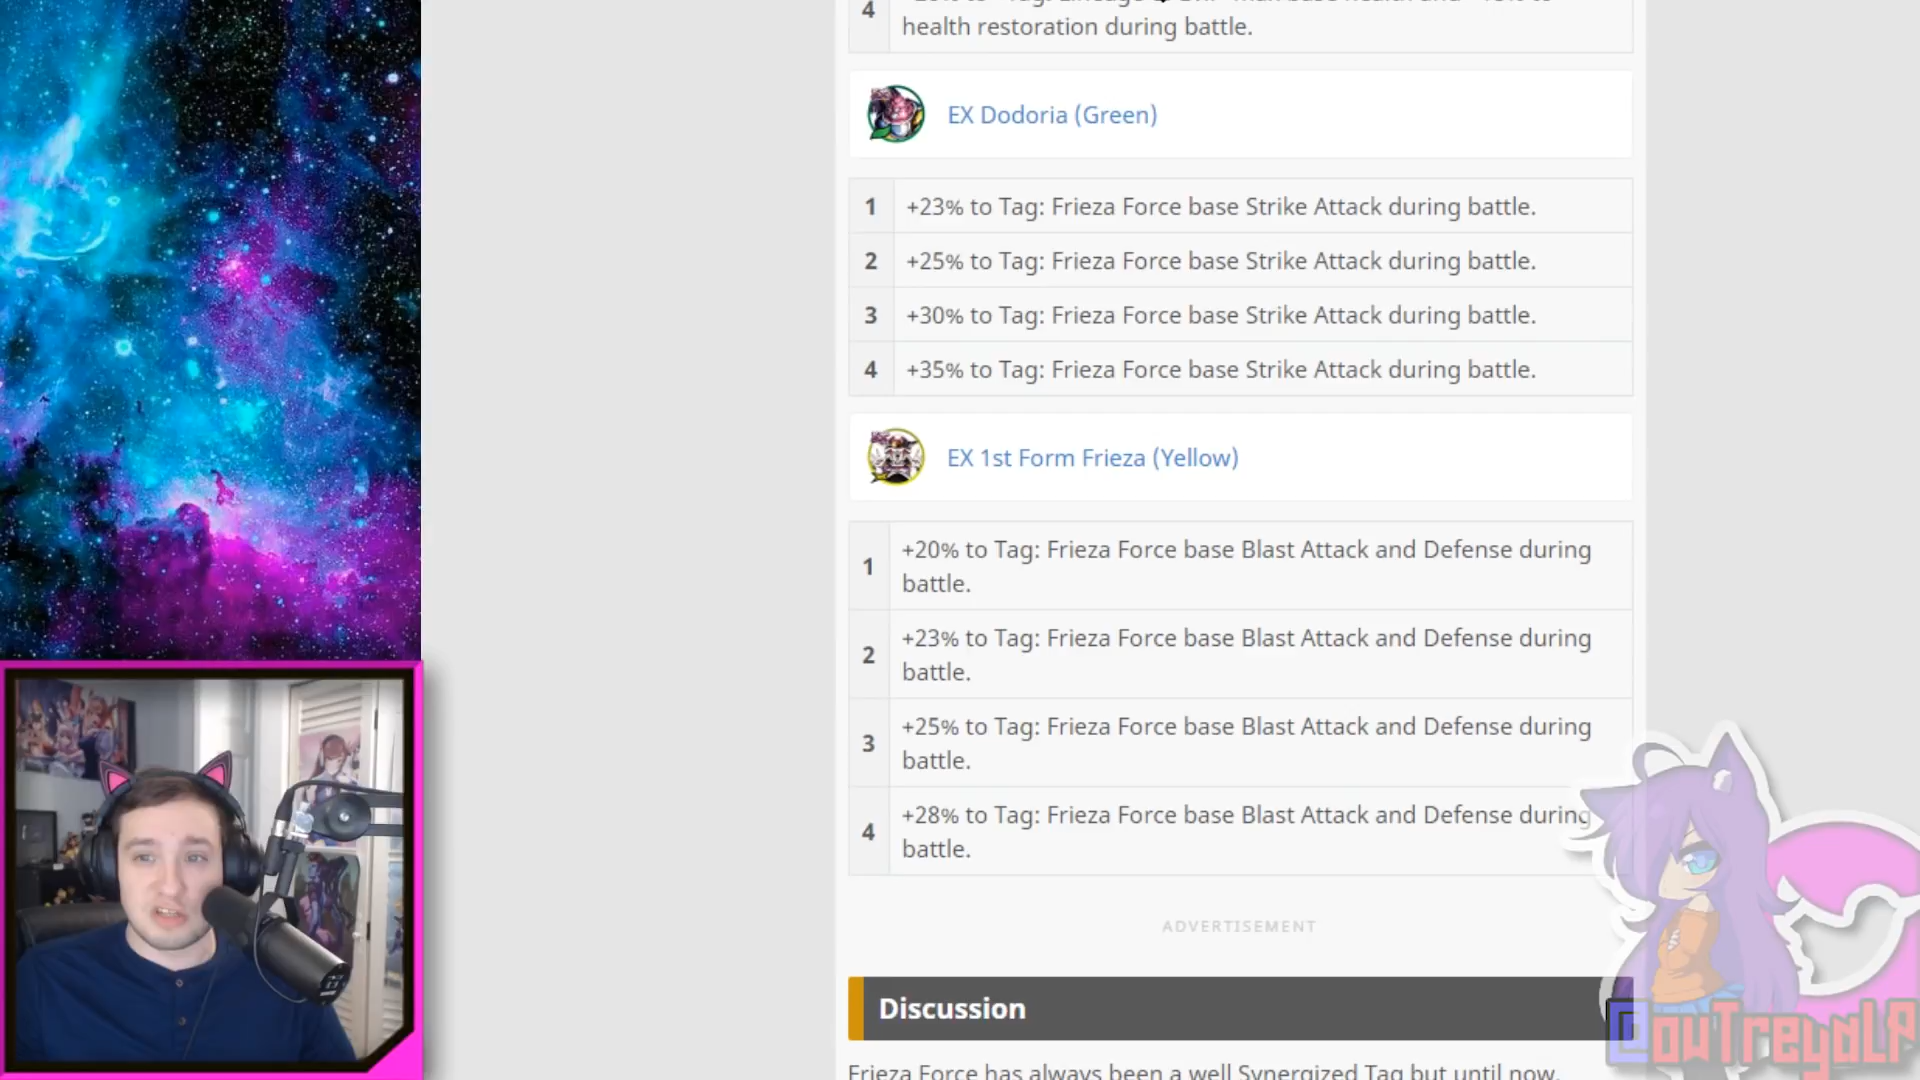 4
health restoration during battle.
EX Dodoria (Green)
1 +23% to Tag: Frieza Force base Strike Attack during battle.
2 +25% to Tag: Frieza Force base Strike Attack during battle.
3 +30% to Tag: Frieza Force base Strike Attack during battle.
4 +35% to Tag: Frieza Force base Strike Attack during battle.
EX 1st Form Frieza (Yellow)
1 +20% to Tag: Frieza Force base Blast Attack and Defense during
battle.
2 +23% to Tag: Frieza Force base Blast Attack and Defense during
battle.
3 +25% to Tag: Frieza Force base Blast Attack and Defense during
battle.
4 +28% to Tag: Frieza Force base Blast Attack and Defense during
battle.
ADVERTISEMENT
Discussion
@owTreyalP
Frieza Force has always been a well Synergized Tag but until now,